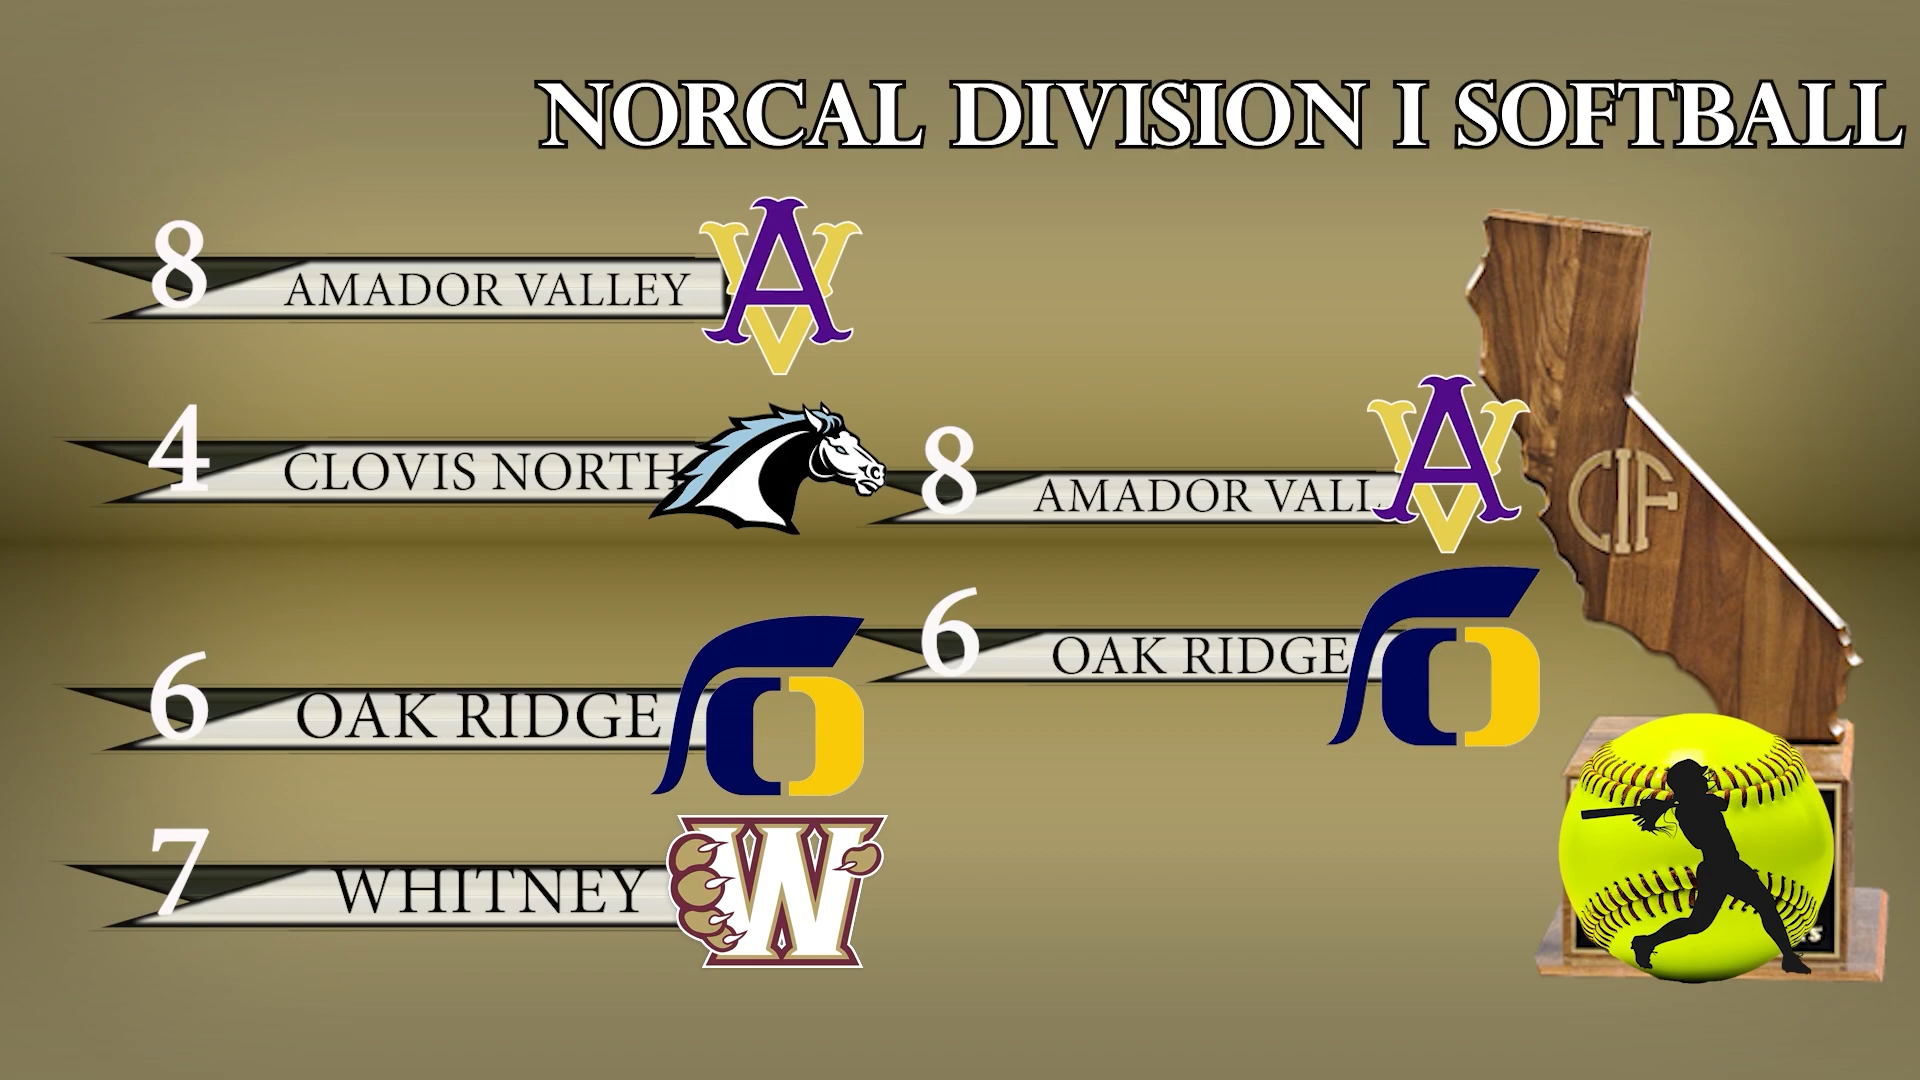 NORCAL DIVISION I SOFTBALL
8 AMADOR VALLEY
4 CLOVIS NORTH
6 OAK RIDGE
7 WHITNEY
8 AMADOR VALL
6 OAK RIDGE
CIF